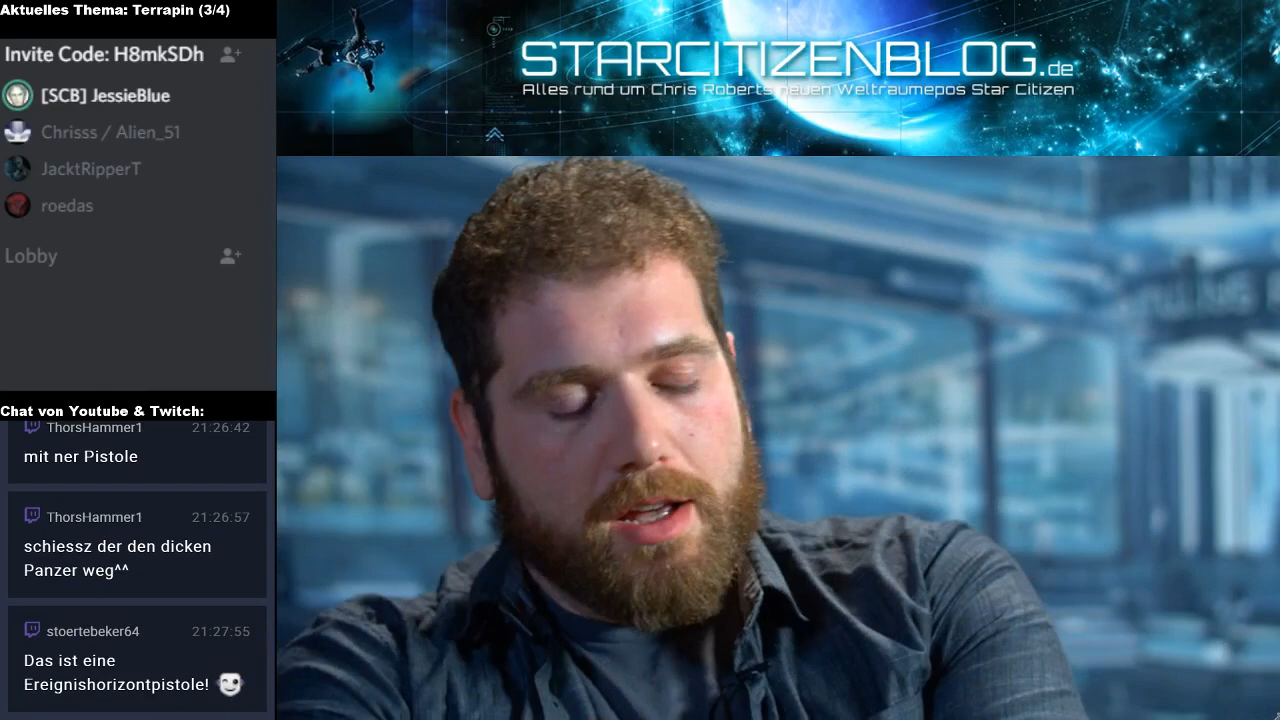 Aktuelles Thema: Terrapin (3/4)
Invite Code: H8mkSDh
[SCB] JessieBlue
Chrisss / Alien_51
JacktRipperT
roedas
Lobby
Chat von Youtube & Twitch:
ThorsHammer1 21:26:42
mit ner Pistole
ThorsHammer1 21:26:57
schiessz der den dicken
Panzer weg^^
stoertebeker64 21:27:55
Das ist eine
Ereignishorizontpistole!
STARCITIZENBLOG.de
Alles rund um Chris Roberts neuen Weltraumepos Star Citizen